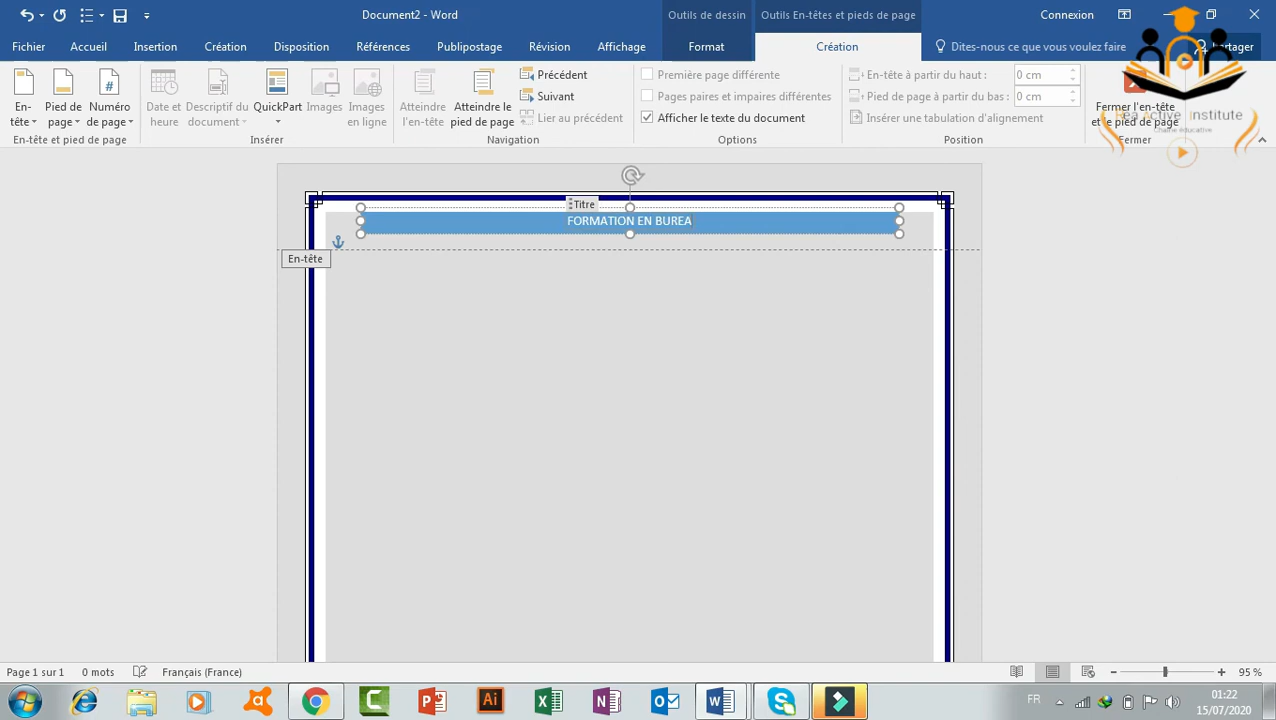 Document2 - Word
Outils de dessin
Outils En-têtes et pieds de page
Connexion
Fichier
Accueil
Insertion
Création
Disposition
Références
Publipostage
Révision
Affichage
Format
Création
Dites-nous ce que vous voulez faire
Partager
En-tête
Pied de page
Numéro de page
En-tête et pied de page
Date et heure
Descriptif du document
QuickPart
Images
Images en ligne
Insérer
Atteindre l'en-tête
Atteindre le pied de page
Précédent
Suivant
Lier au précédent
Navigation
Première page différente
Pages paires et impaires différentes
Afficher le texte du document
Options
En-tête à partir du haut :
0 cm
Pied de page à partir du bas :
0 cm
Insérer une tabulation d'alignement
Position
Fermer l'en-tête et le pied de page
Fermer
Active Institute
Chaîne éducative
Titre
FORMATION EN BUREA
En-tête
Page 1 sur 1
0 mots
Français (France)
95 %
FR
01:22
15/07/2020